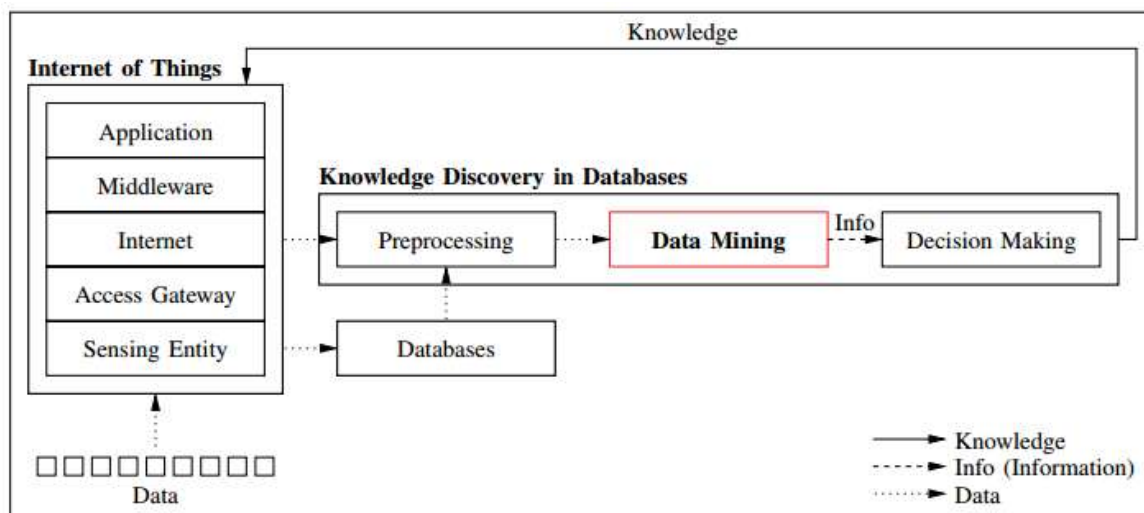 Knowledge
Internet of Things
Application
Middleware
Internet
Access Gateway
Sensing Entity
Knowledge Discovery in Databases
Preprocessing
Data Mining
Info
Decision Making
Databases
Data
Knowledge
Info (Information)
Data